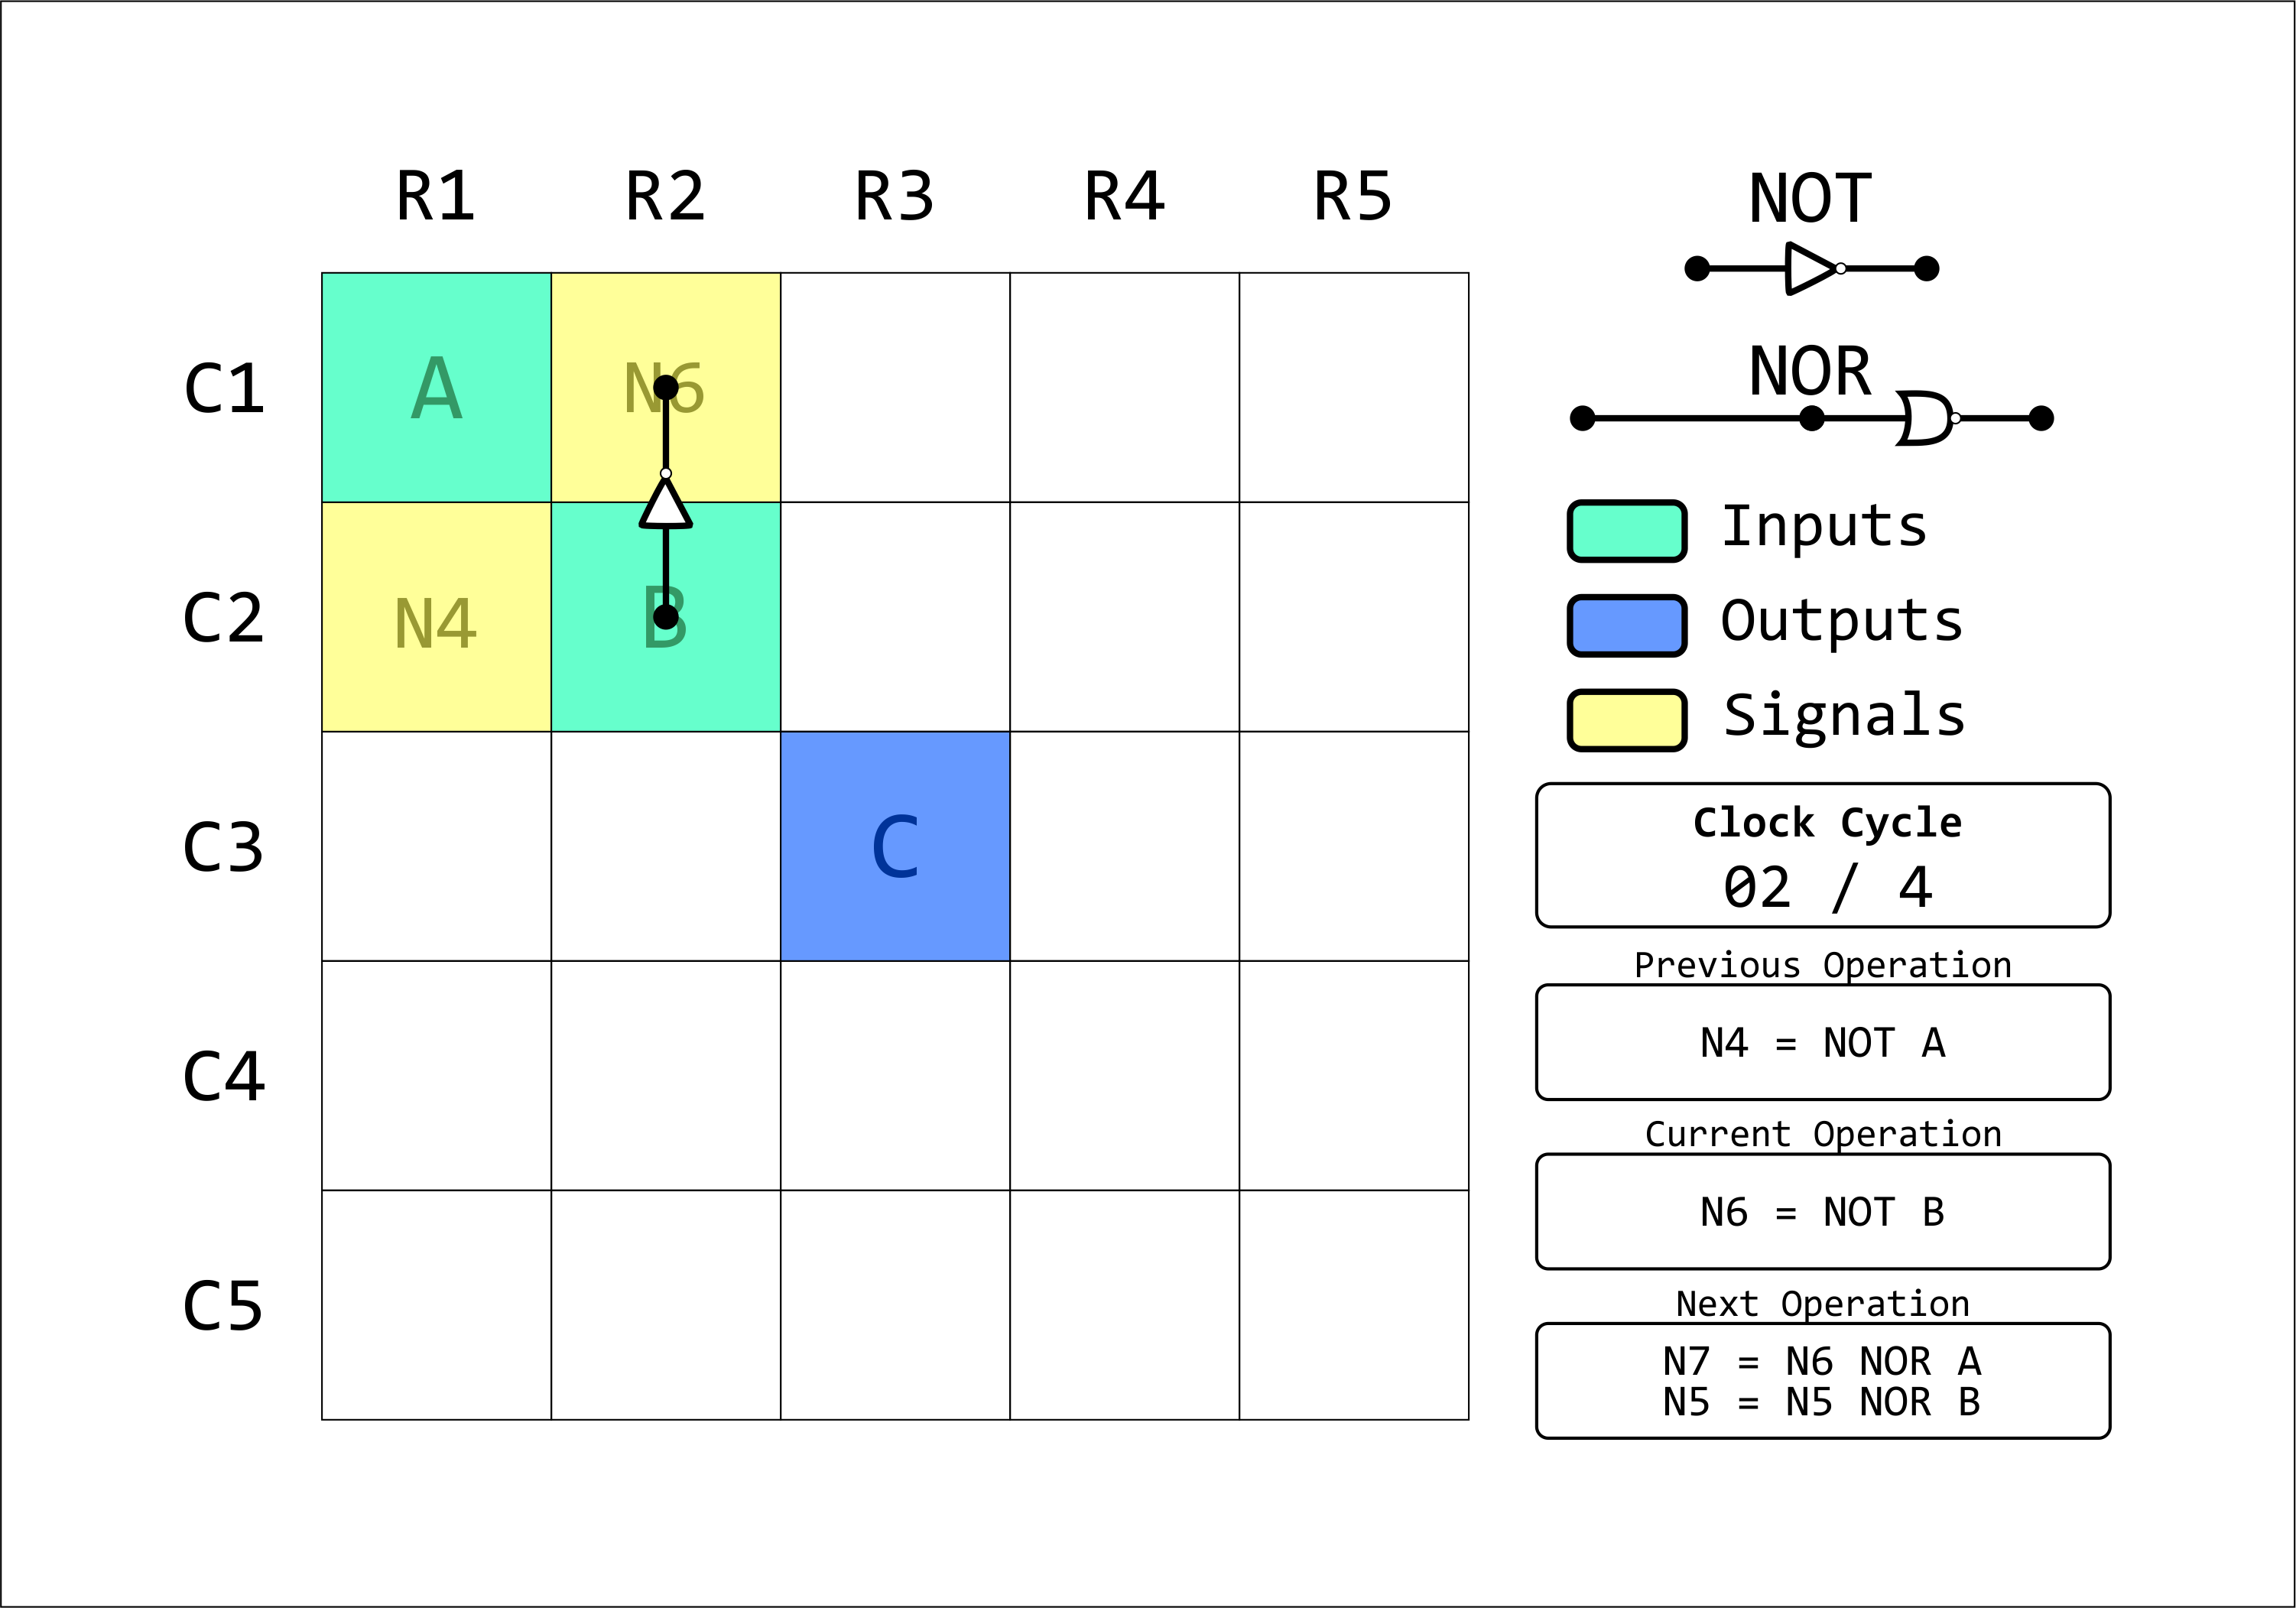 R1 R2 R3 R4 R5
C1 A N6
C2 N4 B
C3 C
C4
C5
NOT
NOR
Inputs
Outputs
Signals
Clock Cycle
02 / 4
Previous Operation
N4 = NOT A
Current Operation
N6 = NOT B
Next Operation
N7 = N6 NOR A
N5 = N5 NOR B